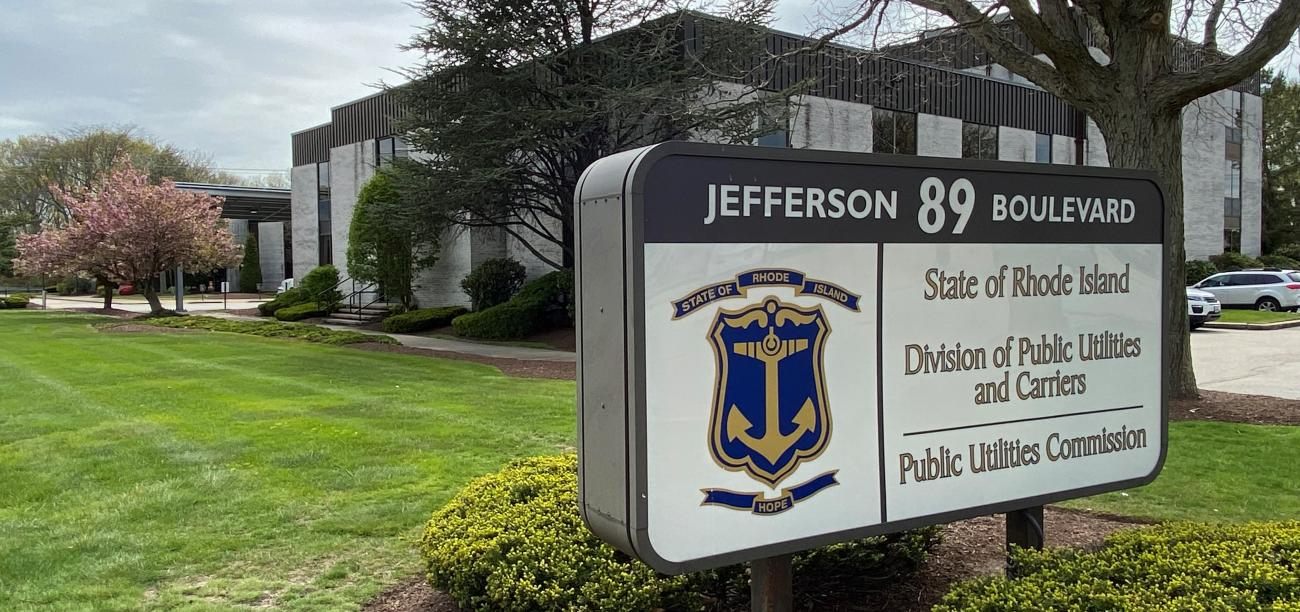 JEFFERSON 89 BOULEVARD
STATE OF RHODE ISLAND
HOPE
State of Rhode Island
Division of Public Utilities
and Carriers
Public Utilities Commission